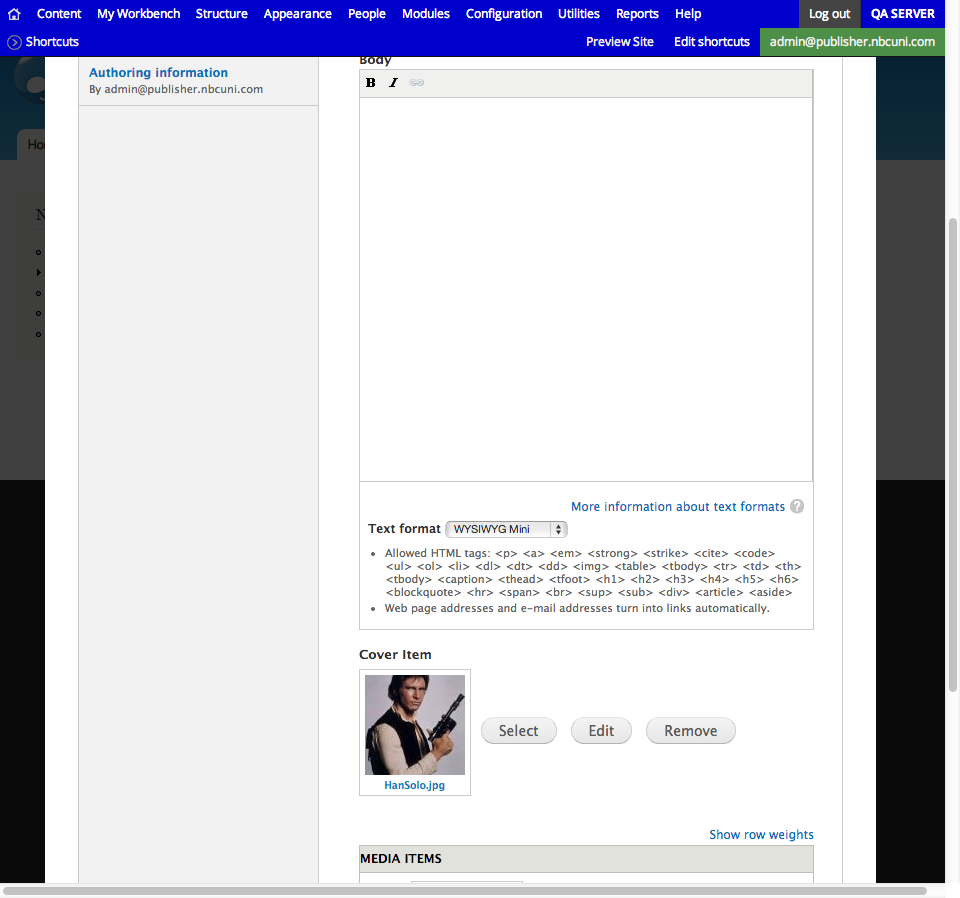 Content My Workbench Structure Appearance People Modules Configuration Utilities Reports Help Log out QA SERVER
Shortcuts Preview Site Edit shortcuts admin@publisher.nbcuni.com
Authoring information
By admin@publisher.nbcuni.com
Body
B I
More information about text formats ?
Text format WYSIWYG Mini
Allowed HTML tags: <p> <a> <em> <strong> <strike> <cite> <code>
<ul> <ol> <li> <dl> <dt> <dd> <img> <table> <tbody> <tr> <td> <th>
<tbody> <caption> <thead> <tfoot> <h1> <h2> <h3> <h4> <h5> <h6>
<blockquote> <hr> <span> <br> <sup> <sub> <div> <article> <aside>
Web page addresses and e-mail addresses turn into links automatically.
Cover Item
Select Edit Remove
HanSolo.jpg
Show row weights
MEDIA ITEMS